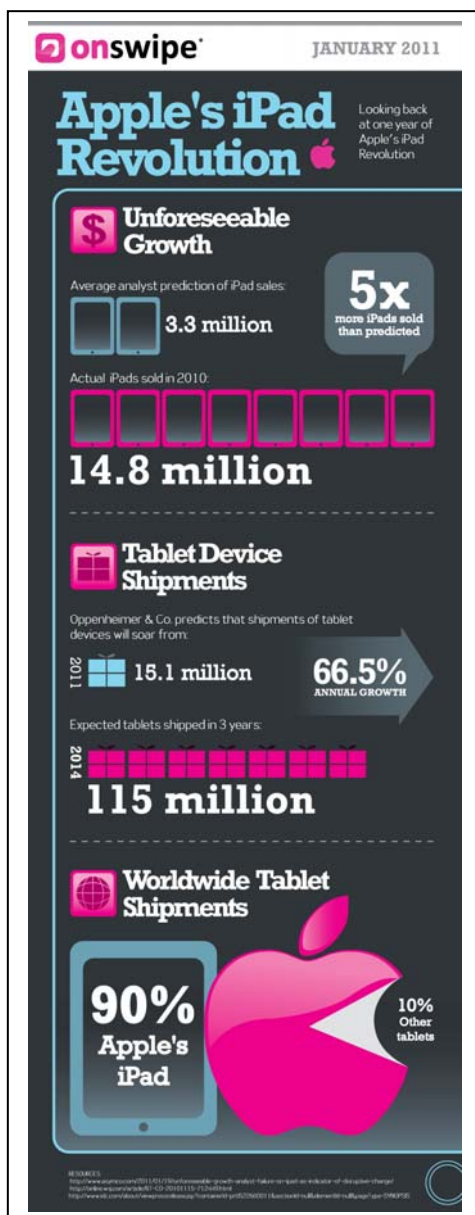 onswipe
JANUARY 2011
Apple's iPad
Revolution
Looking back
at one year of
Apple's iPad
Revolution
$ Unforeseeable
Growth
Average analyst prediction of iPad sales:
3.3 million
5x
more iPads sold
than predicted
Actual iPads sold in 2010:
14.8 million
Tablet Device
Shipments
Oppenheimer & Co. predicts that shipments of tablet
devices will soar from:
2011
15.1 million
66.5%
ANNUAL GROWTH
Expected tablets shipped in 3 years:
2014
115 million
Worldwide Tablet
Shipments
90%
Apple's
iPad
10%
Other
tablets
RESOURCES: